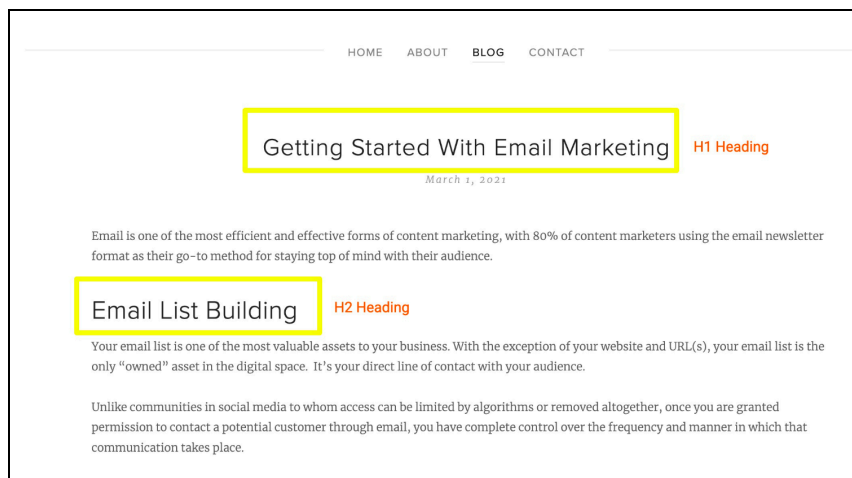 HOME ABOUT BLOG CONTACT
Getting Started With Email Marketing H1 Heading
March 1, 2021
Email is one of the most efficient and effective forms of content marketing, with 80% of content marketers using the email newsletter
format as their go-to method for staying top of mind with their audience.
Email List Building H2 Heading
Your email list is one of the most valuable assets to your business. With the exception of your website and URL(s), your email list is the
only “owned” asset in the digital space.  It’s your direct line of contact with your audience.
Unlike communities in social media to whom access can be limited by algorithms or removed altogether, once you are granted
permission to contact a potential customer through email, you have complete control over the frequency and manner in which that
communication takes place.